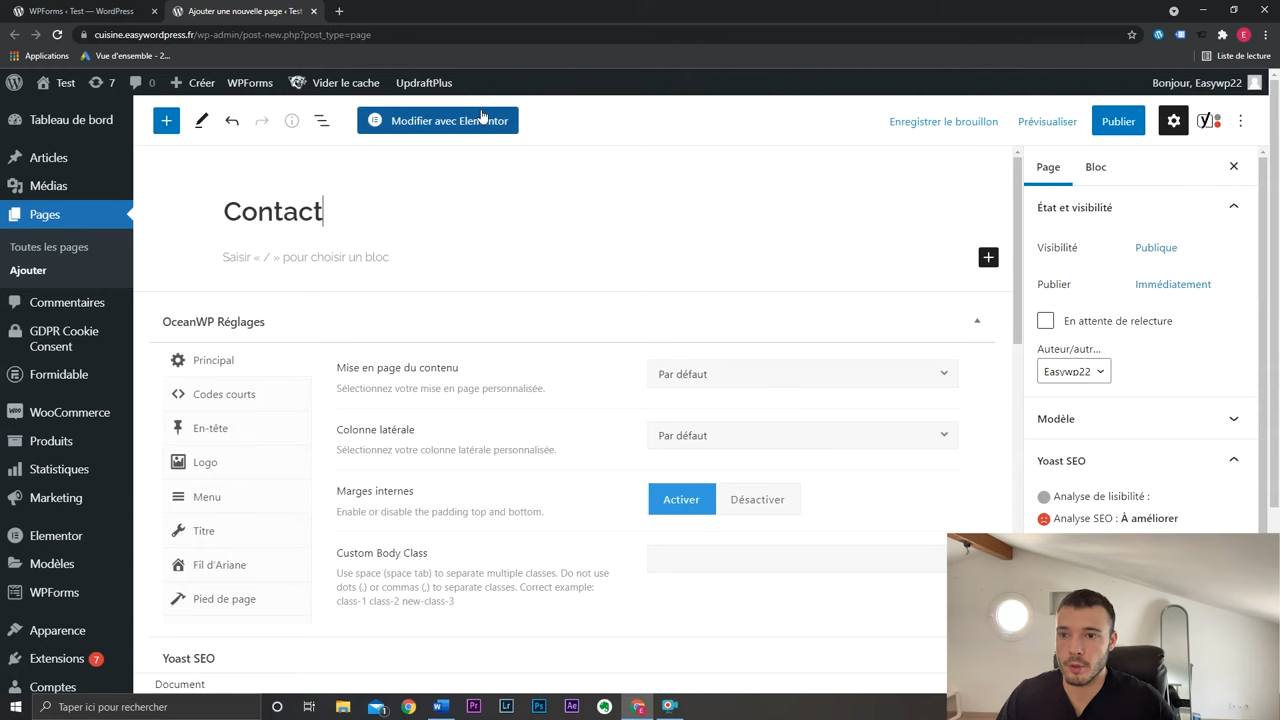 WPForms ‹ Test — WordPress
Ajouter une nouvelle page ‹ Test
cuisine.easywordpress.fr/wp-admin/post-new.php?post_type=page
Applications
Vue d'ensemble - 2...
Liste de lecture
Test
7
0
Créer
WPForms
Vider le cache
UpdraftPlus
Bonjour, Easywp22
Tableau de bord
Articles
Médias
Pages
Toutes les pages
Ajouter
Commentaires
GDPR Cookie
Consent
Formidable
WooCommerce
Produits
Statistiques
Marketing
Elementor
Modèles
WPForms
Apparence
Extensions 7
Comptes
Modifier avec Elementor
Enregistrer le brouillon
Prévisualiser
Publier
Contact
Saisir « / » pour choisir un bloc
OceanWP Réglages
Principal
Codes courts
En-tête
Logo
Menu
Titre
Fil d'Ariane
Pied de page
Mise en page du contenu
Sélectionnez votre mise en page personnalisée.
Par défaut
Colonne latérale
Sélectionnez votre colonne latérale personnalisée.
Par défaut
Marges internes
Enable or disable the padding top and bottom.
Activer
Désactiver
Custom Body Class
Use space (space tab) to separate multiple classes. Do not use
dots (.) or commas (,) to separate classes. Correct example:
class-1 class-2 new-class-3
Yoast SEO
Document
Page
Bloc
État et visibilité
Visibilité
Publique
Publier
Immédiatement
En attente de relecture
Auteur/autr...
Easywp22
Modèle
Yoast SEO
Analyse de lisibilité :
Analyse SEO : À améliorer
Taper ici pour rechercher